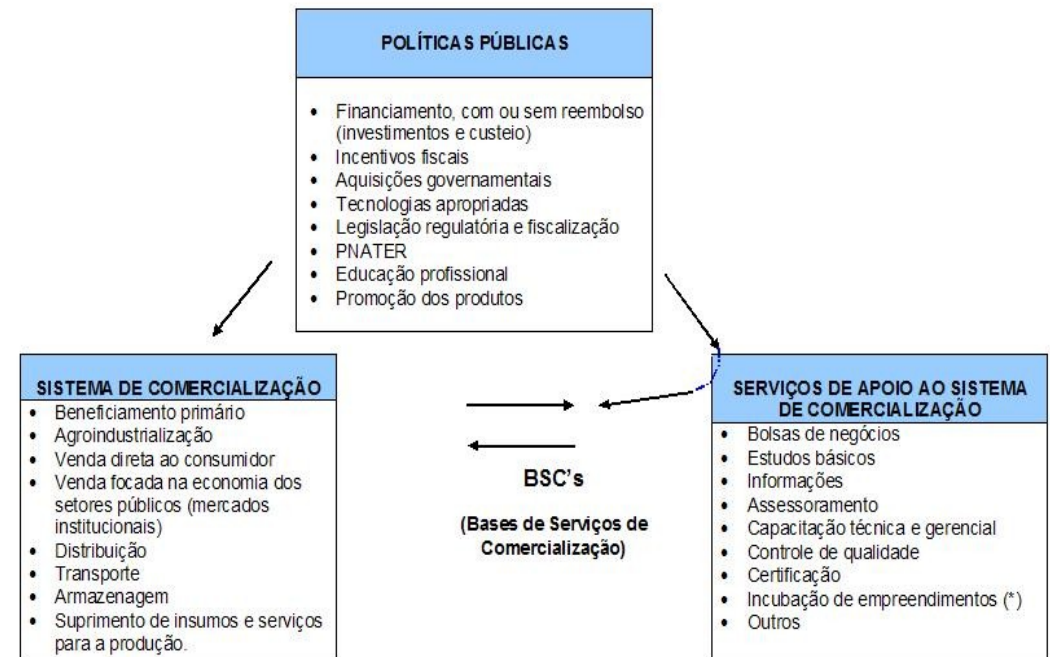 POLÍTICAS PÚBLICAS
• Financiamento, com ou sem reembolso
(investimentos e custeio)
• Incentivos fiscais
• Aquisições governamentais
• Tecnologias apropriadas
• Legislação regulatória e fiscalização
• PNATER
• Educação profissional
• Promoção dos produtos
SISTEMA DE COMERCIALIZAÇÃO
• Beneficiamento primário
• Agroindustrialização
• Venda direta ao consumidor
• Venda focada na economia dos
setores públicos (mercados
institucionais)
• Distribuição
• Transporte
• Armazenagem
• Suprimento de insumos e serviços
para a produção.
BSC's
(Bases de Serviços de
Comercialização)
SERVIÇOS DE APOIO AO SISTEMA
DE COMERCIALIZAÇÃO
• Bolsas de negócios
• Estudos básicos
• Informações
• Assessoramento
• Capacitação técnica e gerencial
• Controle de qualidade
• Certificação
• Incubação de empreendimentos (*)
• Outros